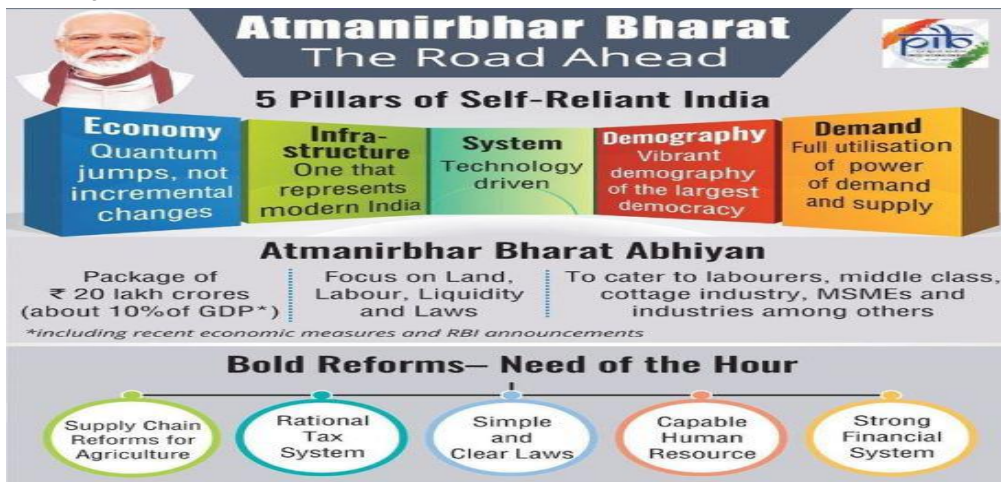 Atmanirbhar Bharat
The Road Ahead
pib
5 Pillars of Self-Reliant India
Economy
Quantum
jumps, not
incremental
changes
Infra-
structure
One that
represents
modern India
System
Technology
driven
Demography
Vibrant
demography
of the largest
democracy
Demand
Full utilisation
of power
of demand
and supply
Atmanirbhar Bharat Abhiyan
Package of
₹ 20 lakh crores
(about 10%of GDP*)
Focus on Land,
Labour, Liquidity
and Laws
To cater to labourers, middle class,
cottage industry, MSMEs and
industries among others
*including recent economic measures and RBI announcements
Bold Reforms– Need of the Hour
Supply Chain
Reforms for
Agriculture
Rational
Tax
System
Simple
and
Clear Laws
Capable
Human
Resource
Strong
Financial
System